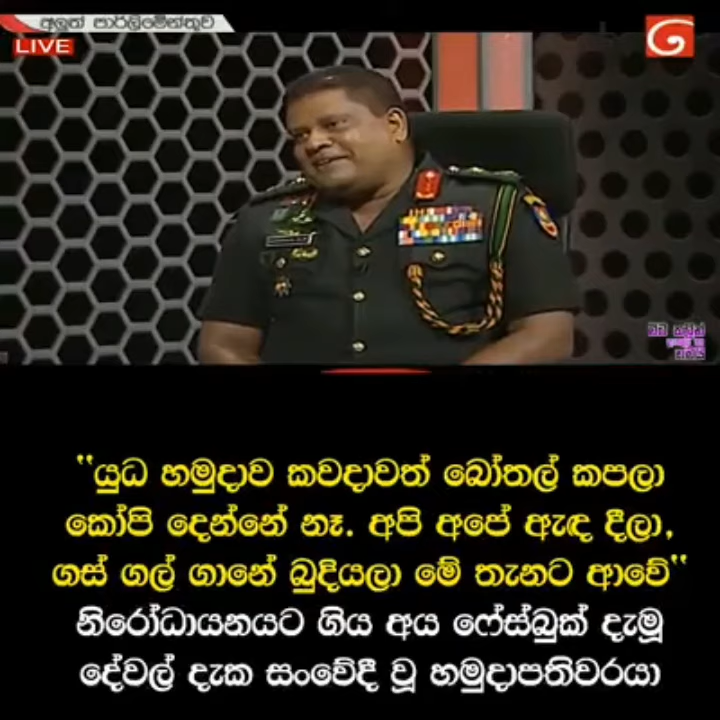 අලුත් පාර්ලිමේන්තුව
LIVE
"යුධ හමුදාව කවදාවත් බෝතල් කපලා
කෝපි දෙන්නේ නෑ. අපි අපේ ඇඳ දීලා,
ගස් ගල් ගානේ බුදියලා මේ තැනට ආවේ"
නිරෝධායනයට ගිය අය ෆේස්බුක් දැමූ
දේවල් දැක සංවේදී වූ හමුදාපතිවරයා